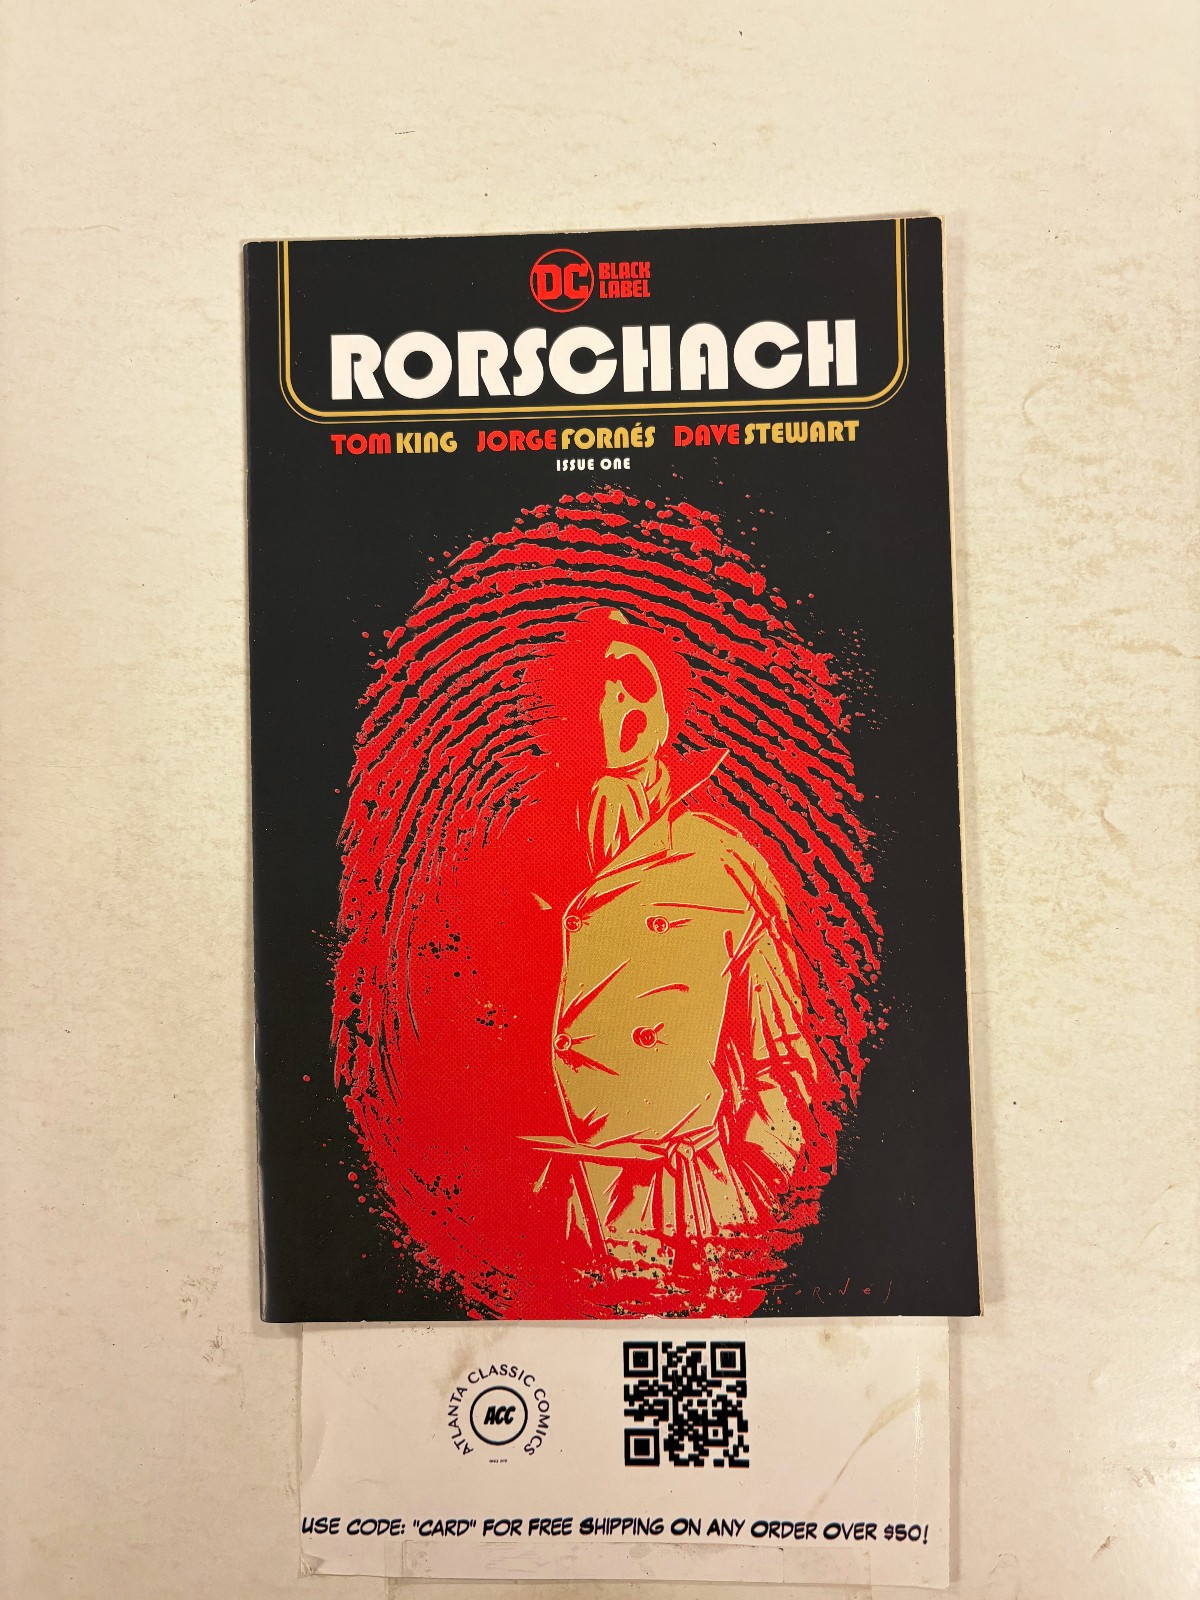 DC BLACK LABEL
RORSCHACH
TOM KING JORGE FORNÉS DAVE STEWART
ISSUE ONE
FORNÉS
ATLANTA CLASSIC COMICS
ACC
USE CODE: "CARD" FOR FREE SHIPPING ON ANY ORDER OVER $50!